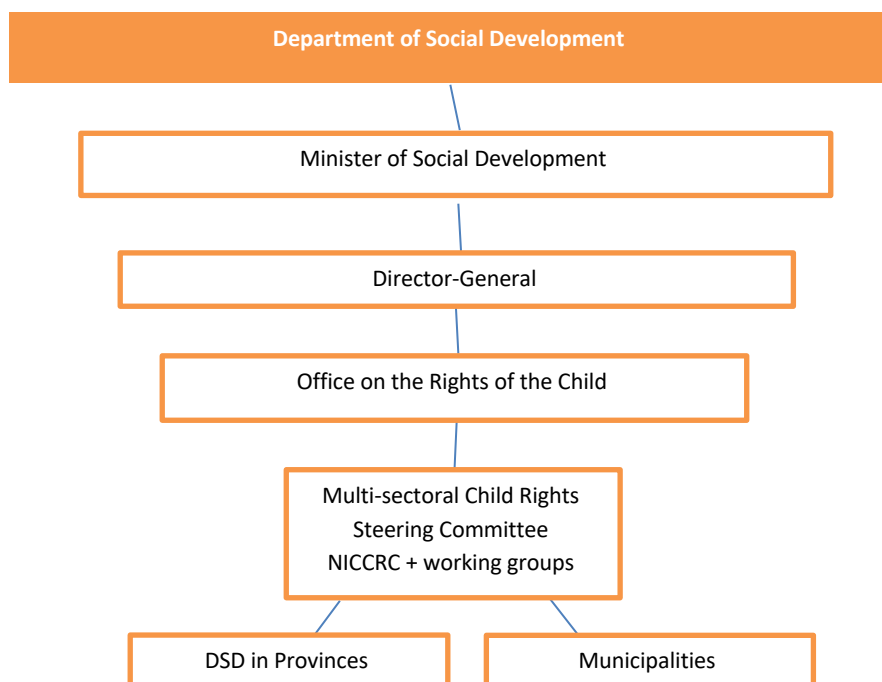 Department of Social Development
Minister of Social Development
Director-General
Office on the Rights of the Child
Multi-sectoral Child Rights
Steering Committee
NICCRC + working groups
DSD in Provinces
Municipalities